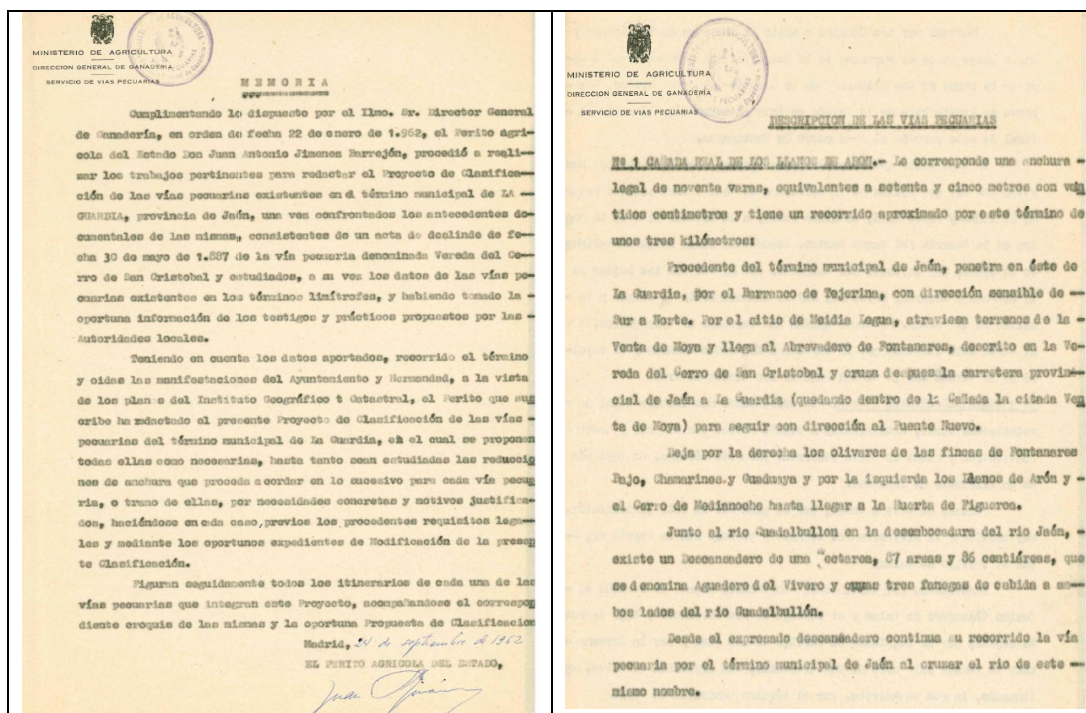 MINISTERIO DE AGRICULTURA
DIRECCION GENERAL DE GANADERÍA
SERVICIO DE VIAS PECUARIAS
MEMORIA
Cumplimentando lo dispuesto por el Ilmo. Sr. Director General
de Ganadería, en orden de fecha 22 de enero de 1.962, el Perito Agrí-
cola del Estado Don Juan Antonio Jimenez Barrejón, procedió a reali-
zar los trabajos pertinentes para redactar el Proyecto de Clasifica-
ción de las vías pecuarias existentes en el término municipal de LA
GUARDIA, provincia de Jaén, una vez confrontados los antecedentes do-
cumentales de las mismas, consistentes de un acta de deslinde de fe-
cha 30 de mayo de 1.887 de la vía pecuaria denominada Vereda del Ce-
rro de San Cristobal y estudiados, a su vez los datos de las vías pe-
cuarias existentes en los términos limítrofes, y habiendo tomado la -
oportuna información de los testigos y prácticos propuestos por las -
Autoridades locales.
Teniendo en cuenta los datos aportados, recorrido el término
y oidas las manifestaciones del Ayuntamiento y Hermandad, a la vista
de los planos del Instituto Geográfico t Catastral, el Perito que sus
cribe ha redactado el presente Proyecto de Clasificación de las vías -
pecuarias del término municipal de La Guardia, en el cual se proponen
todas ellas como necesarias, hasta tanto sean estudiadas las reduccio
nes de anchura que proceda acordar en lo sucesivo para cada vía pecua
ria, o tramo de ellas, por necesidades concretas y motivos justifica-
dos, haciéndose en cada caso, previos los procedentes requisitos lega-
les y mediante los oportunos expedientes de Modificación de la presen
te Clasificación.
Figuran seguidamente todos los itinerarios de cada una de las
vías pecuarias que integran este Proyecto, acompañandose el correspon
diente croquis de las mismas y la oportuna Propuesta de Clasificacion
Madrid, 24 de septiembre de 1962
EL PERITO AGRICOLA DEL ESTADO,
MINISTERIO DE AGRICULTURA
DIRECCION GENERAL DE GANADERÍA
SERVICIO DE VIAS PECUARIAS
DESCRIPCION DE LAS VIAS PECUARIAS
Nº 1 CAÑADA REAL DE LOS LLANOS DE ARON.- Le corresponde una anchura -
legal de noventa varas, equivalentes a setenta y cinco metros con vein
tidos centímetros y tiene un recorrido aproximado por este término de
unos tres kilómetros:
Procedente del término municipal de Jaén, penetra en éste de
La Guardia, por el Barranco de Tejerina, con dirección sensible de -
Sur a Norte. Por el sitio de Meidia Legua, atraviesa terrenos de la -
Venta de Moya y llega al Abrevadero de Fontanares, descrito en la Ve-
reda del Cerro de San Cristobal y cruza despues la carretera provin-
cial de Jaén a La Guardia (quedando dentro de la Cañada la citada Ven
ta de Moya) para seguir con dirección al Puente Nuevo.
Deja por la derecha los olivares de las fincas de Fontanares
Bajo, Chamarines y Guaduaya y por la izquierda los Llanos de Arón y -
el Cerro de Medianoche hasta llegar a la Huerta de Figueroa.
Junto al rio Guadalbullon en la desembocadura del rio Jaén, -
existe un Descansadero de una ectarea, 87 areas y 86 centiáreas, que
se denomina Aguadero del Vivero y cuyas tres fanegas de cabida a am-
bos lados del río Guadalbullón.
Desde el expresado descansadero continua su recorrido la vía
pecuaria por el término municipal de Jaén al cruzar el rio de este -
mismo nombre.